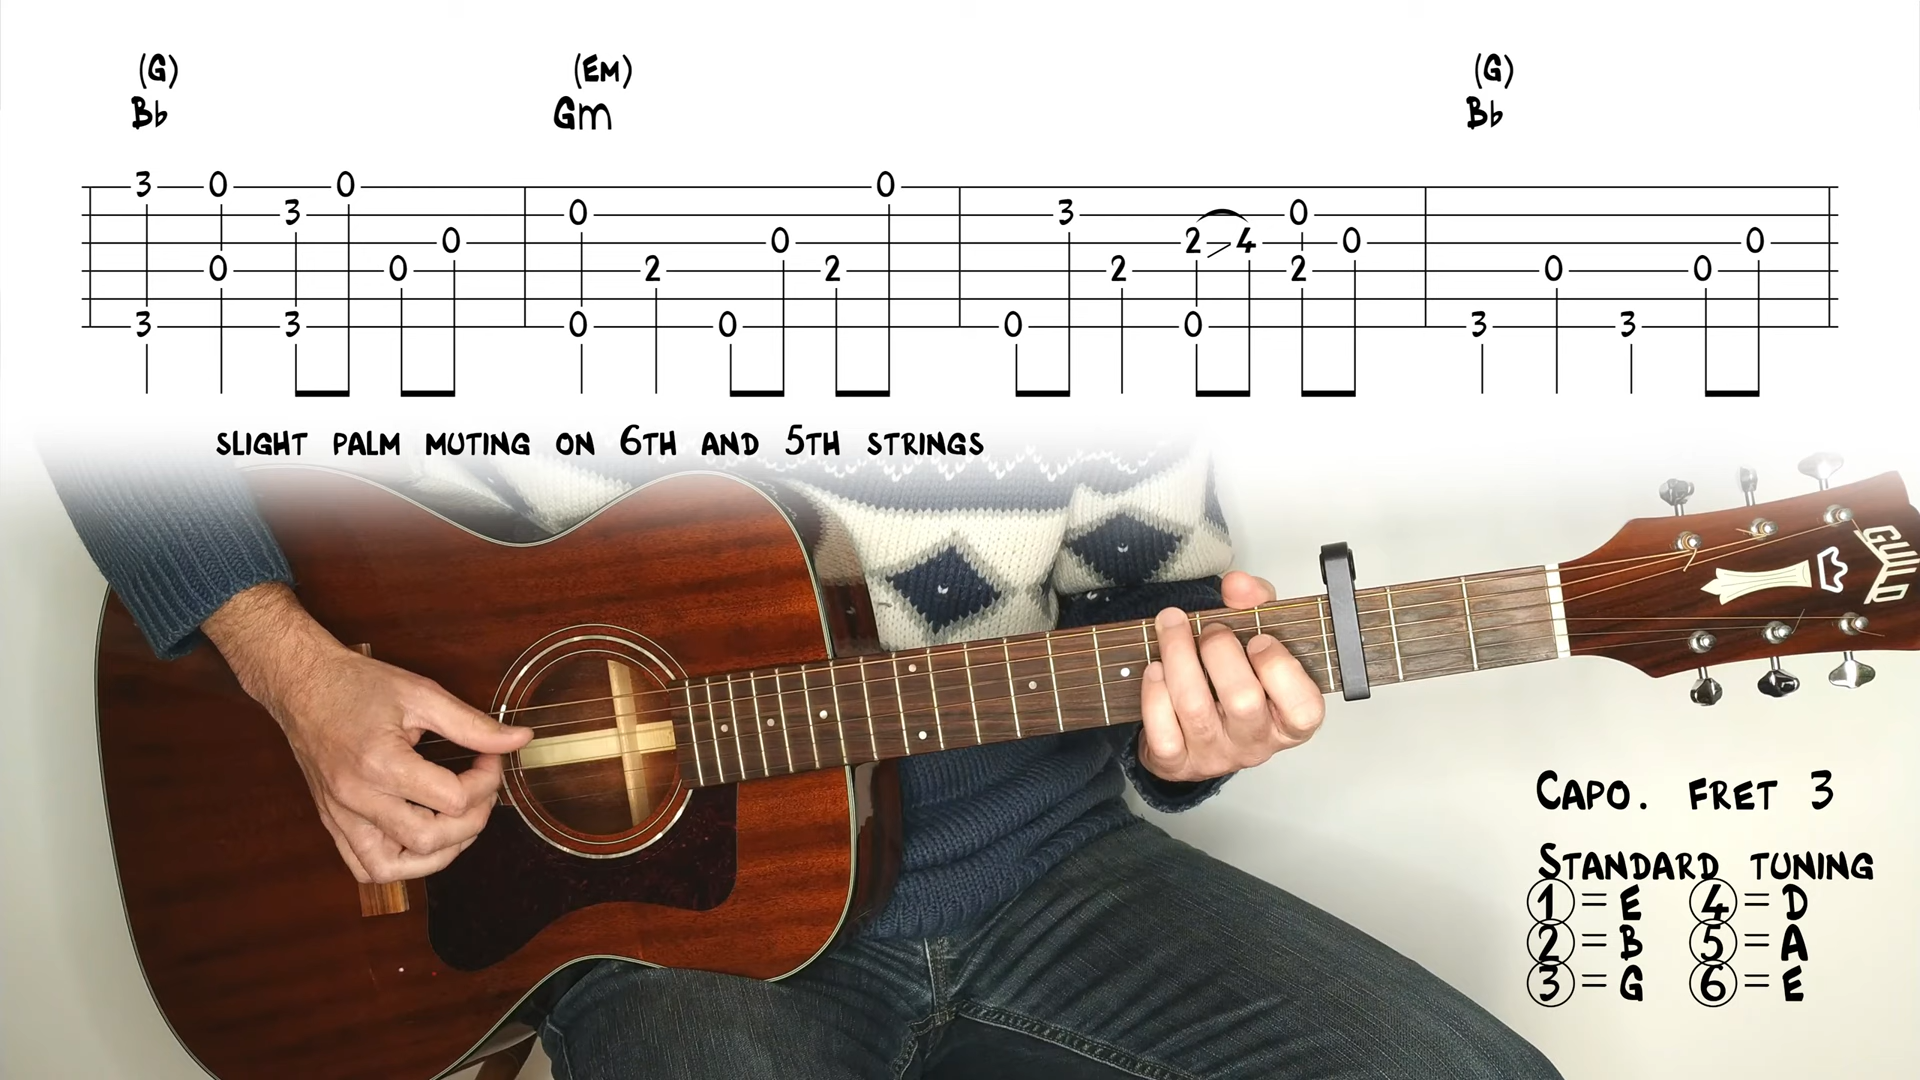 (G) (Em) (G)
B♭ Gm B♭
3 0 0 0 0
3 0 3 0
0 0 2 2 4 0 0
0 0 2 2 2 2 0 0
3 3 0 0 0 0 3 3
SLIGHT PALM MUTING ON 6TH AND 5TH STRINGS
GUILD
CAPO. FRET 3
STANDARD TUNING
1 = E 4 = D
2 = B 5 = A
3 = G 6 = E